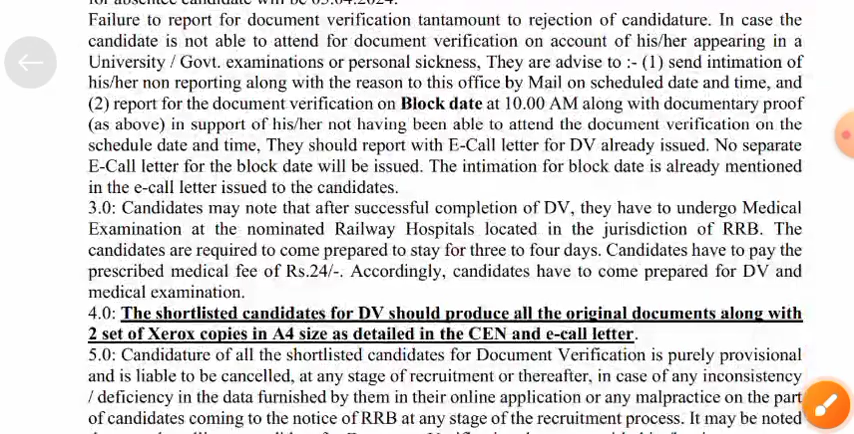 for absentee candidate will be 05.04.2024.
Failure to report for document verification tantamount to rejection of candidature. In case the
candidate is not able to attend for document verification on account of his/her appearing in a
University / Govt. examinations or personal sickness, They are advise to :- (1) send intimation of
his/her non reporting along with the reason to this office by Mail on scheduled date and time, and
(2) report for the document verification on Block date at 10.00 AM along with documentary proof
(as above) in support of his/her not having been able to attend the document verification on the
schedule date and time, They should report with E-Call letter for DV already issued. No separate
E-Call letter for the block date will be issued. The intimation for block date is already mentioned
in the e-call letter issued to the candidates.
3.0: Candidates may note that after successful completion of DV, they have to undergo Medical
Examination at the nominated Railway Hospitals located in the jurisdiction of RRB. The
candidates are required to come prepared to stay for three to four days. Candidates have to pay the
prescribed medical fee of Rs.24/-. Accordingly, candidates have to come prepared for DV and
medical examination.
4.0: The shortlisted candidates for DV should produce all the original documents along with
2 set of Xerox copies in A4 size as detailed in the CEN and e-call letter.
5.0: Candidature of all the shortlisted candidates for Document Verification is purely provisional
and is liable to be cancelled, at any stage of recruitment or thereafter, in case of any inconsistency
/ deficiency in the data furnished by them in their online application or any malpractice on the part
of candidates coming to the notice of RRB at any stage of the recruitment process. It may be noted